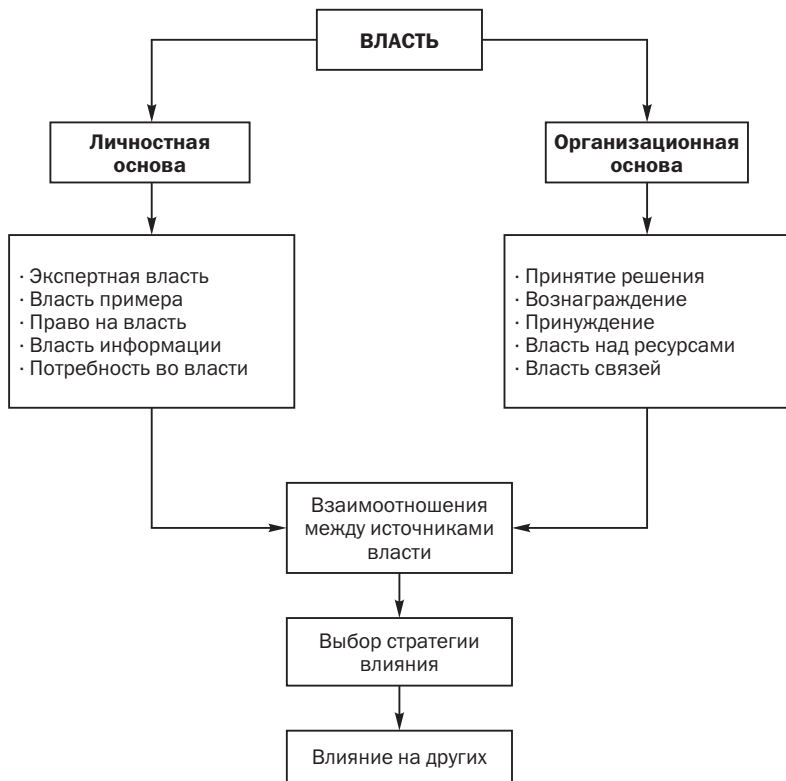 ВЛАСТЬ
Личностная
основа
Организационная
основа
· Экспертная власть
· Власть примера
· Право на власть
· Власть информации
· Потребность во власти
· Принятие решения
· Вознаграждение
· Принуждение
· Власть над ресурсами
· Власть связей
Взаимоотношения
между источниками
власти
Выбор стратегии
влияния
Влияние на других